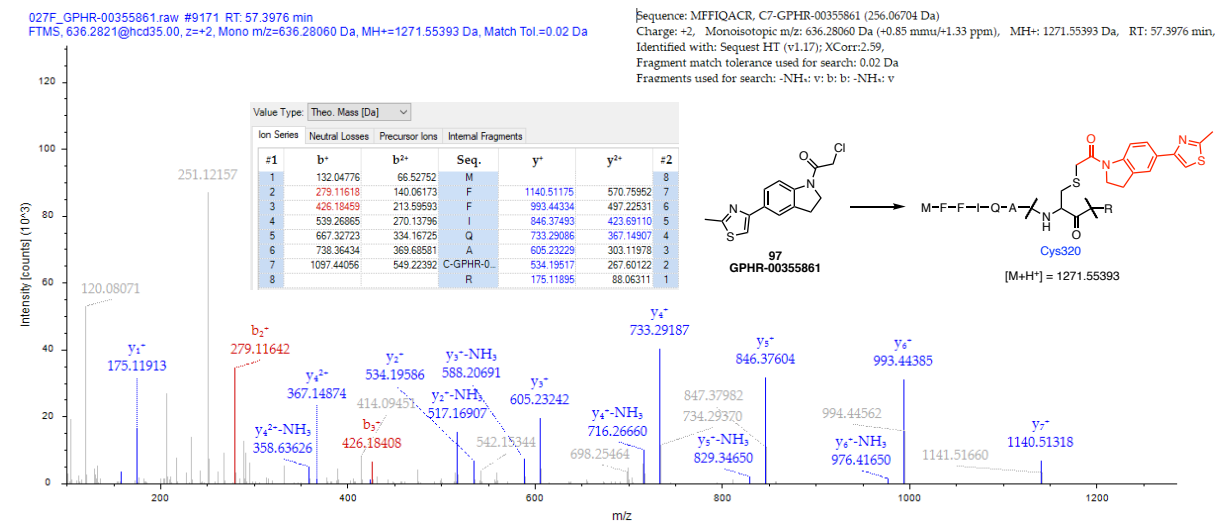 027F_GPHR-00355861.raw #9171 RT: 57.3976 min
FTMS, 636.2821@hcd35.00, z=+2, Mono m/z=636.28060 Da, MH+=1271.55393 Da, Match Tol.=0.02 Da
Sequence: MFFIQACR, C7-GPHR-00355861 (256.06704 Da)
Charge: +2, Monoisotopic m/z: 636.28060 Da (+0.85 mmu/+1.33 ppm), MH+: 1271.55393 Da, RT: 57.3976 min,
Identified with: Sequest HT (v1.17); XCorr:2.59,
Fragment match tolerance used for search: 0.02 Da
Fragments used for search: -NH₃; y; b; b; -NH₃; y
Value Type: Theo. Mass [Da]
Ion Series Neutral Losses Precursor Ions Internal Fragments
#1 b⁺ b²⁺ Seq. y⁺ y²⁺ #2
1 132.04776 66.52752 M 8
2 279.11618 140.06173 F 1140.51175 570.75952 7
3 426.18459 213.59593 F 993.44334 497.22531 6
4 539.26865 270.13796 I 846.37493 423.69110 5
5 667.32723 334.16725 Q 733.29086 367.14907 4
6 738.36434 369.68581 A 605.23229 303.11978 3
7 1097.44056 549.22392 C-GPHR-0... 534.19517 267.60122 2
8 R 175.11895 88.06311 1
O
Cl
N
N
S
97
GPHR-00355861
O
N
N
S
S
M F F I Q A
N
H
O
R
Cys320
[M+H⁺] = 1271.55393
Intensity [counts] (10^3)
120
100
80
60
40
20
0
120.08071
251.12157
y₁⁺
175.11913
b₂⁺
279.11642
y₄²⁺-NH₃
358.63626
y₄²⁺
367.14874
414.09451
b₃⁺
426.18408
y₂⁺
534.19586
y₂⁺-NH₃
517.16907
542.15344
y₃⁺-NH₃
588.20691
y₃⁺
605.23242
698.25464
y₄⁺-NH₃
716.26660
y₄⁺
733.29187
847.37982
734.29370
y₅⁺-NH₃
829.34650
y₅⁺
846.37604
994.44562
y₆⁺-NH₃
976.41650
y₆⁺
993.44385
1141.51660
y₇⁺
1140.51318
200 400 600 800 1000 1200
m/z